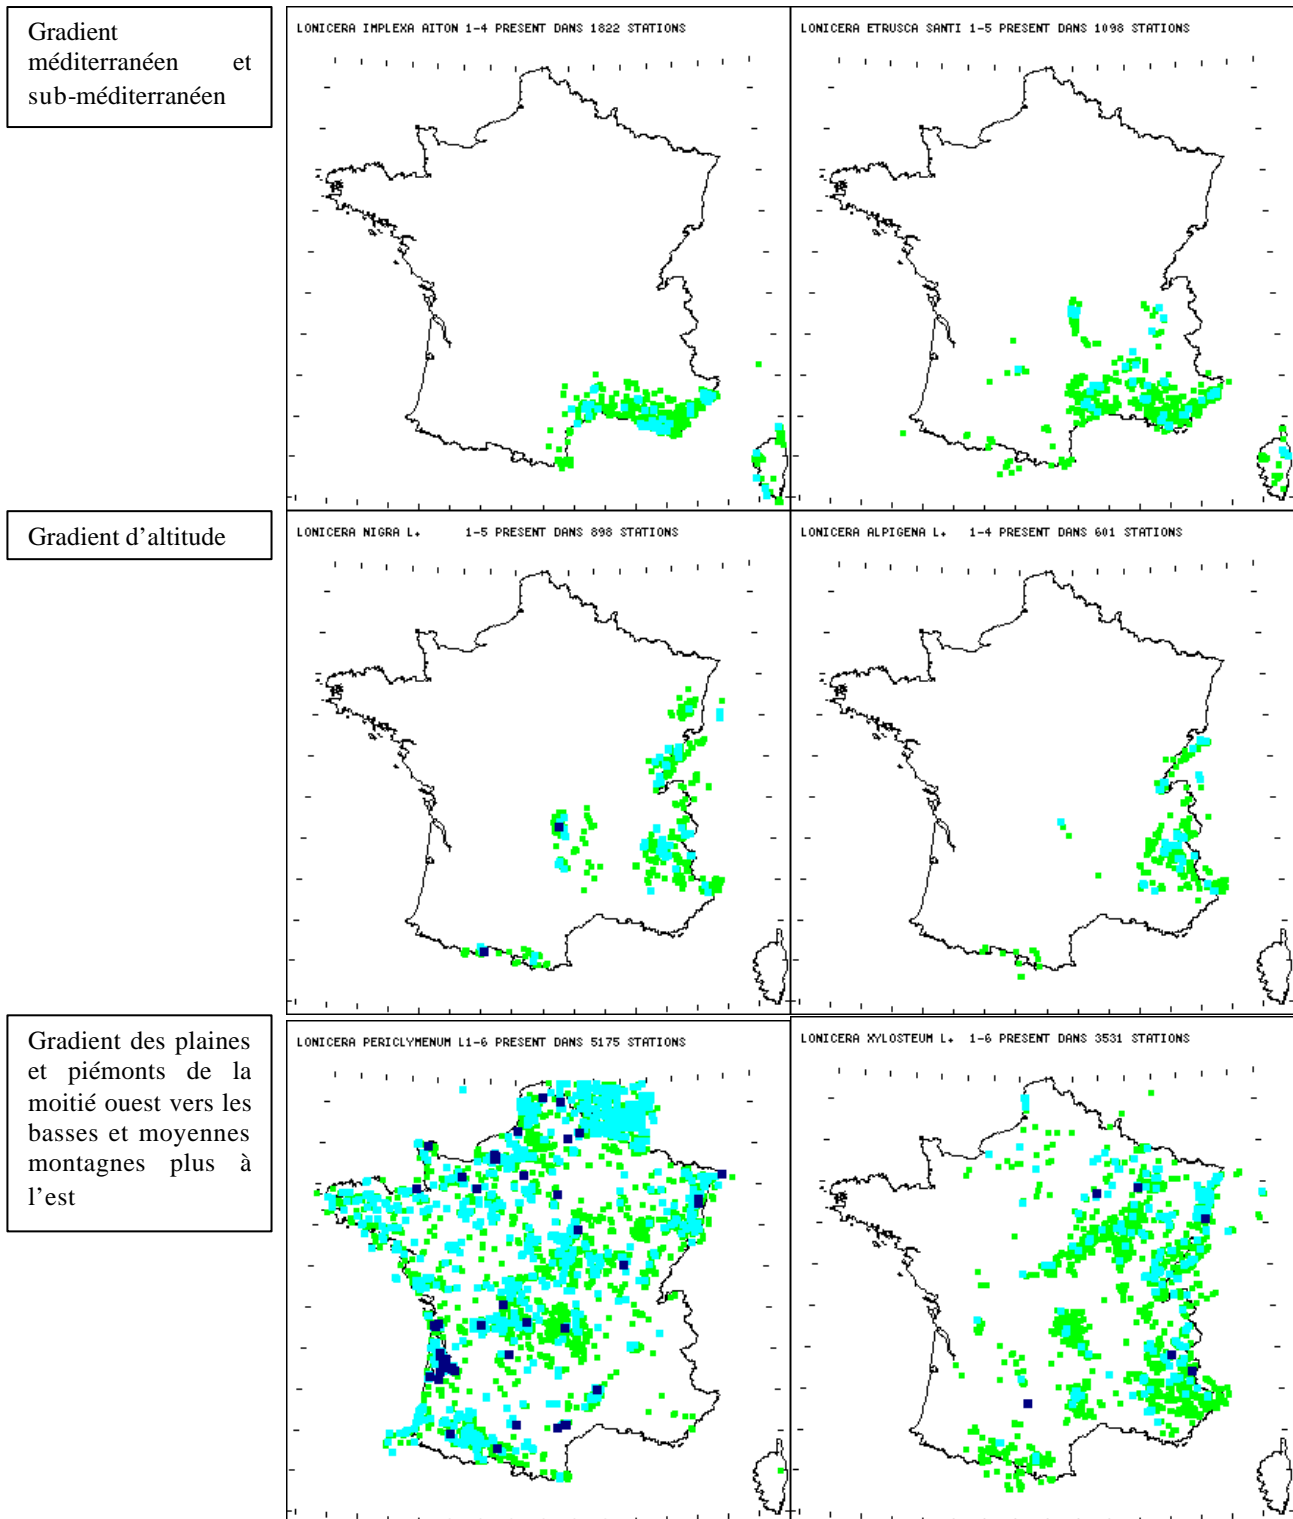 Gradient
méditerranéen et
sub-méditerranéen
LONICERA IMPLEXA AITON 1-4 PRESENT DANS 1822 STATIONS
LONICERA ETRUSCA SANTI 1-5 PRESENT DANS 1098 STATIONS
Gradient d'altitude
LONICERA NIGRA L. 1-5 PRESENT DANS 898 STATIONS
LONICERA ALPIGENA L. 1-4 PRESENT DANS 601 STATIONS
Gradient des plaines
et piémonts de la
moitié ouest vers les
basses et moyennes
montagnes plus à
l'est
LONICERA PERICLYMENUM L1-6 PRESENT DANS 5175 STATIONS
LONICERA XYLOSTEUM L. 1-6 PRESENT DANS 3531 STATIONS